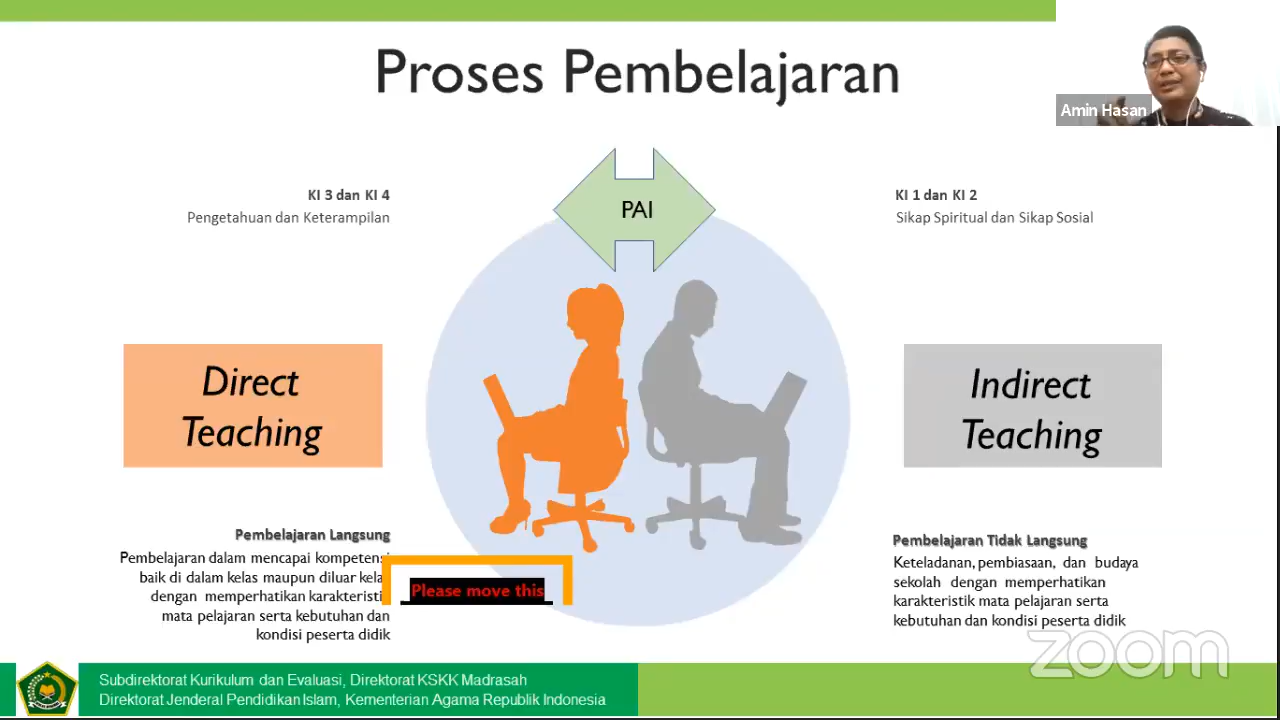 Proses Pembelajaran
Amin Hasan
KI 3 dan KI 4
Pengetahuan dan Keterampilan
PAI
KI 1 dan KI 2
Sikap Spiritual dan Sikap Sosial
Direct
Teaching
Indirect
Teaching
Pembelajaran Langsung
Pembelajaran dalam mencapai kompetensi
baik di dalam kelas maupun diluar kelas
dengan memperhatikan karakteristik
mata pelajaran serta kebutuhan dan
kondisi peserta didik
Please move this
Pembelajaran Tidak Langsung
Keteladanan, pembiasaan, dan budaya
sekolah dengan memperhatikan
karakteristik mata pelajaran serta
kebutuhan dan kondisi peserta didik
zoom
Subdirektorat Kurikulum dan Evaluasi, Direktorat KSKK Madrasah
Direktorat Jenderal Pendidikan Islam, Kementerian Agama Republik Indonesia